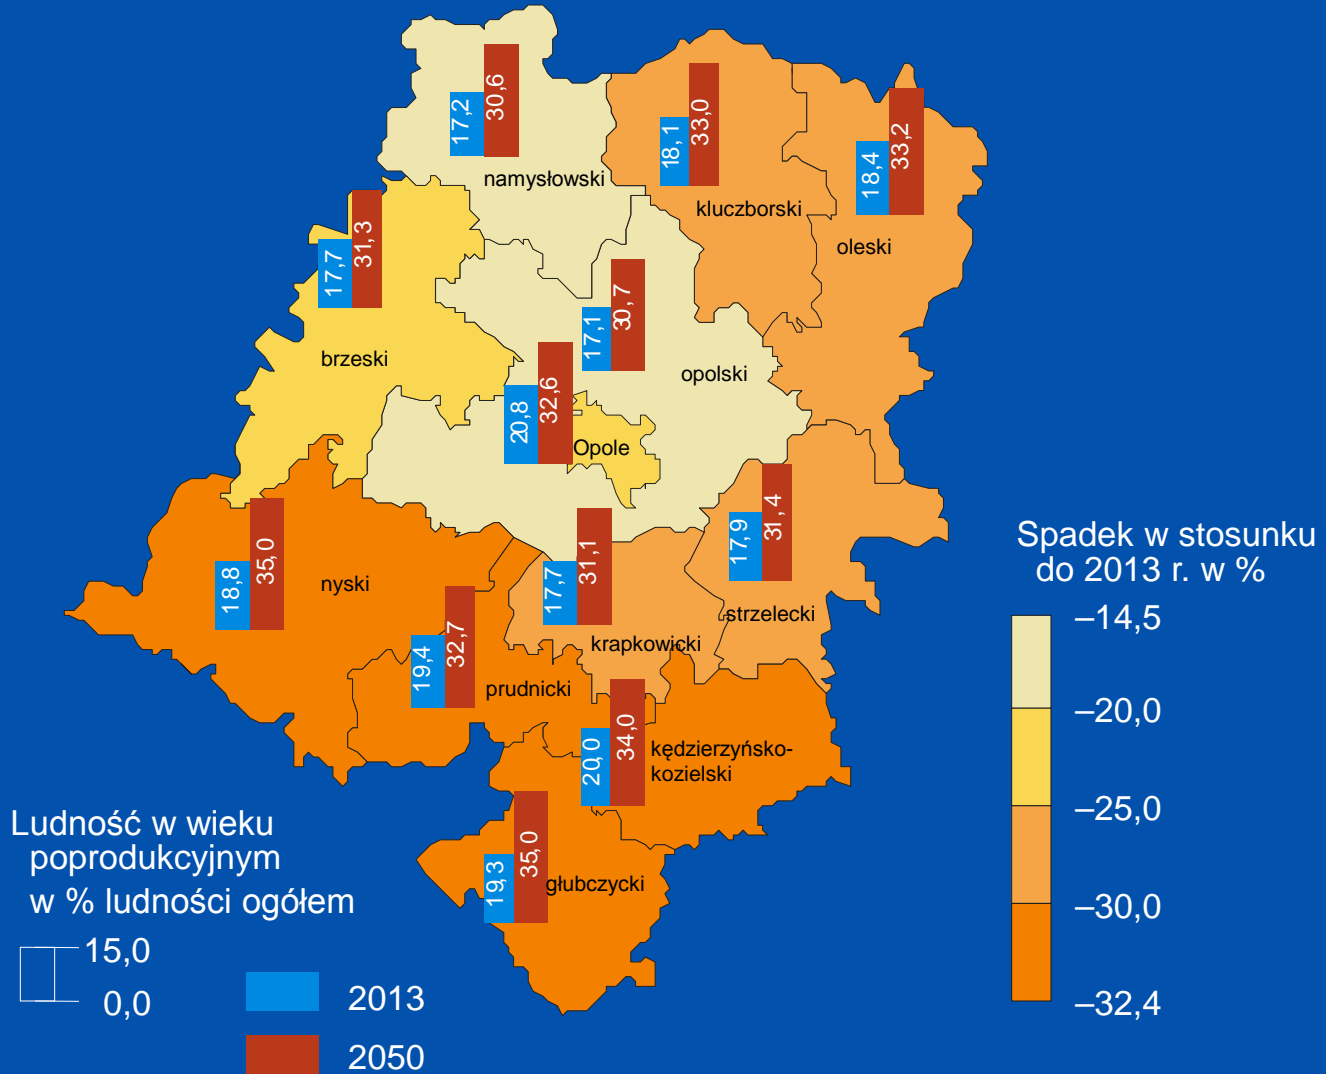 17,2
30,6
namysłowski
18,1
33,0
kluczborski
18,4
33,2
oleski
17,7
31,3
brzeski
17,1
30,7
opolski
20,8
32,6
Opole
17,9
31,4
strzelecki
18,8
35,0
nyski
17,7
31,1
krapkowicki
19,4
32,7
prudnicki
20,0
34,0
kędzierzyńsko-
kozielski
19,3
35,0
głubczycki
Spadek w stosunku
do 2013 r. w %
–14,5
–20,0
–25,0
–30,0
–32,4
Ludność w wieku
poprodukcyjnym
w % ludności ogółem
15,0
0,0
2013
2050